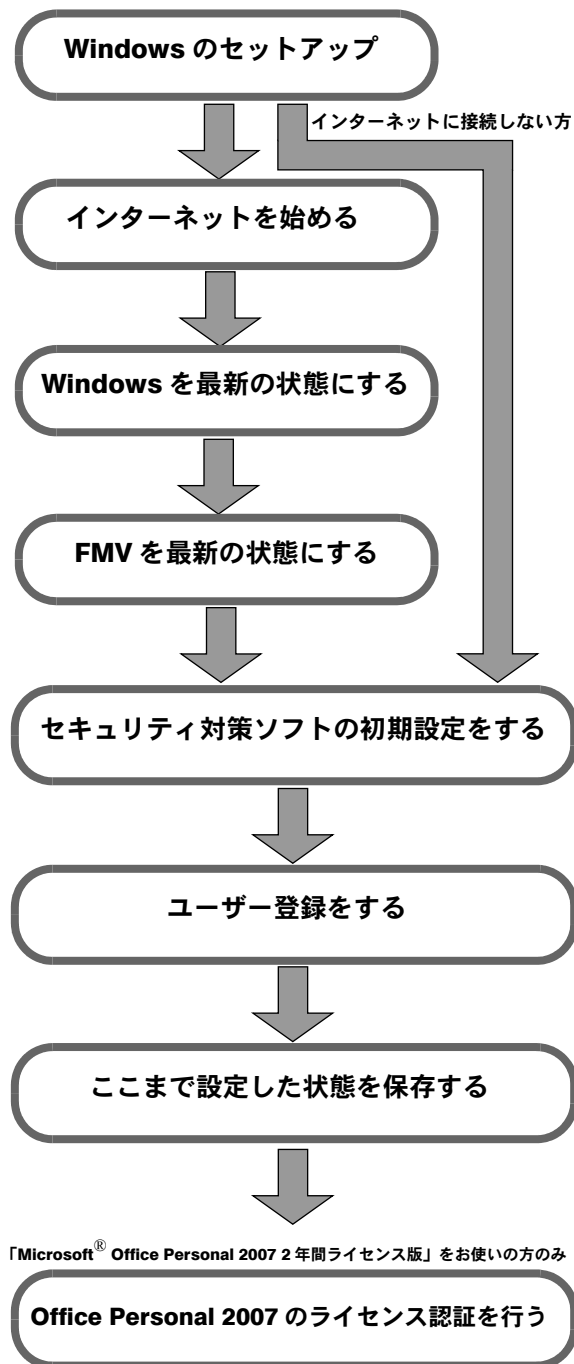 Windows のセットアップ
インターネットに接続しない方
インターネットを始める
Windows を最新の状態にする
FMV を最新の状態にする
セキュリティ対策ソフトの初期設定をする
ユーザー登録をする
ここまで設定した状態を保存する
「Microsoft® Office Personal 2007 2 年間ライセンス版」をお使いの方のみ
Office Personal 2007 のライセンス認証を行う